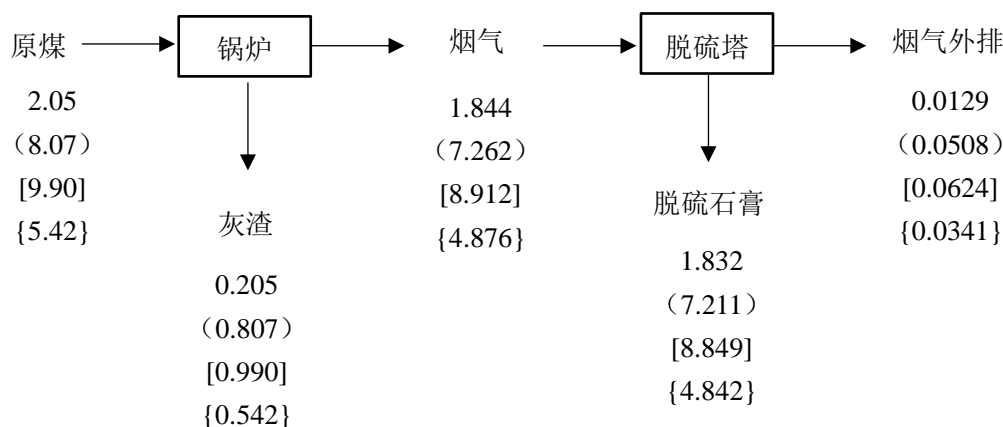 原煤
锅炉
烟气
脱硫塔
烟气外排
2.05
（8.07）
[9.90]
{5.42}
灰渣
0.205
（0.807）
[0.990]
{0.542}
1.844
（7.262）
[8.912]
{4.876}
脱硫石膏
1.832
（7.211）
[8.849]
{4.842}
0.0129
（0.0508）
[0.0624]
{0.0341}